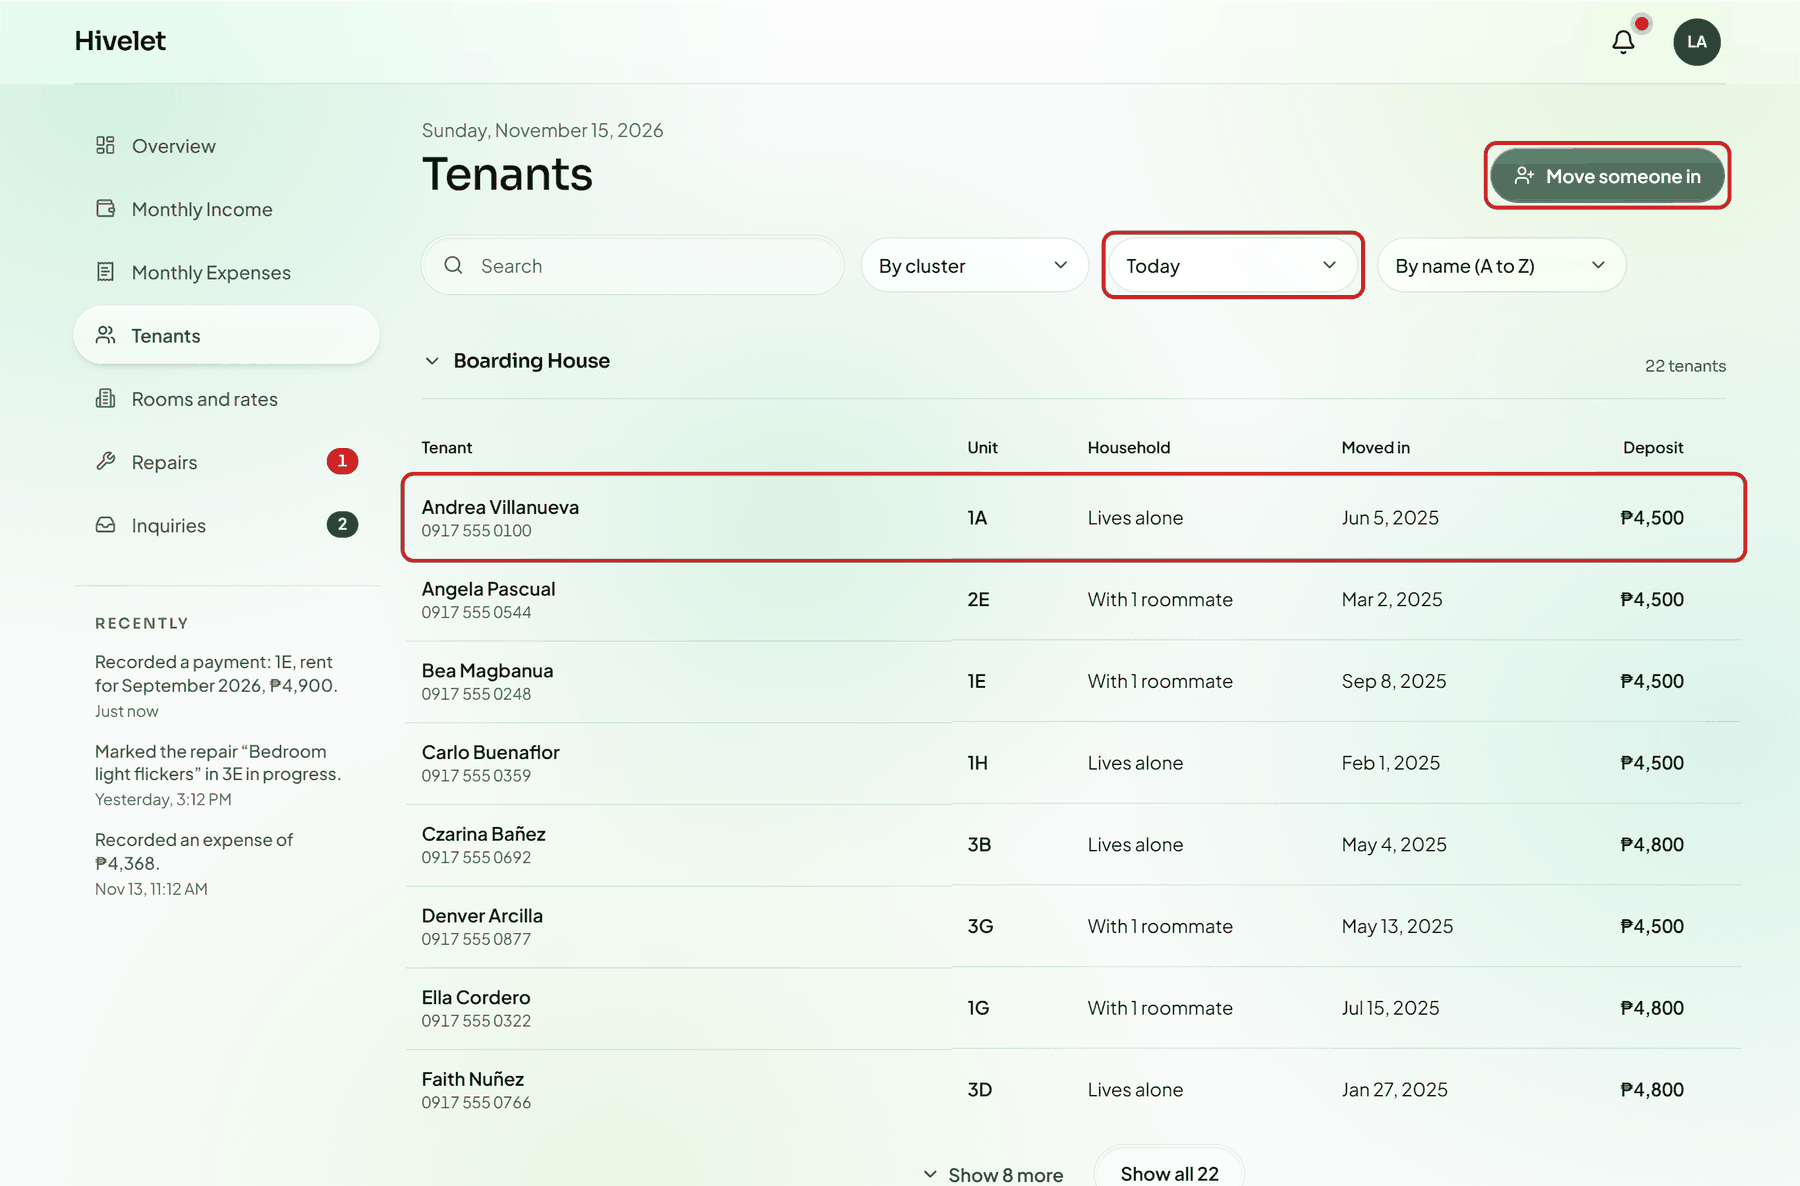 Hivelet
LA
Overview
Monthly Income
Monthly Expenses
Tenants
Rooms and rates
Repairs
1
Inquiries
2
RECENTLY
Recorded a payment: 1E, rent
for September 2026, ₱4,900.
Just now
Marked the repair “Bedroom
light flickers” in 3E in progress.
Yesterday, 3:12 PM
Recorded an expense of
₱4,368.
Nov 13, 11:12 AM
Sunday, November 15, 2026
Tenants
Move someone in
Search
By cluster
Today
By name (A to Z)
Boarding House
22 tenants
Tenant Unit Household Moved in Deposit
Andrea Villanueva
0917 555 0100
1A Lives alone Jun 5, 2025 ₱4,500
Angela Pascual
0917 555 0544
2E With 1 roommate Mar 2, 2025 ₱4,500
Bea Magbanua
0917 555 0248
1E With 1 roommate Sep 8, 2025 ₱4,500
Carlo Buenaflor
0917 555 0359
1H Lives alone Feb 1, 2025 ₱4,500
Czarina Bañez
0917 555 0692
3B Lives alone May 4, 2025 ₱4,800
Denver Arcilla
0917 555 0877
3G With 1 roommate May 13, 2025 ₱4,500
Ella Cordero
0917 555 0322
1G With 1 roommate Jul 15, 2025 ₱4,800
Faith Nuñez
0917 555 0766
3D Lives alone Jan 27, 2025 ₱4,800
Show 8 more
Show all 22